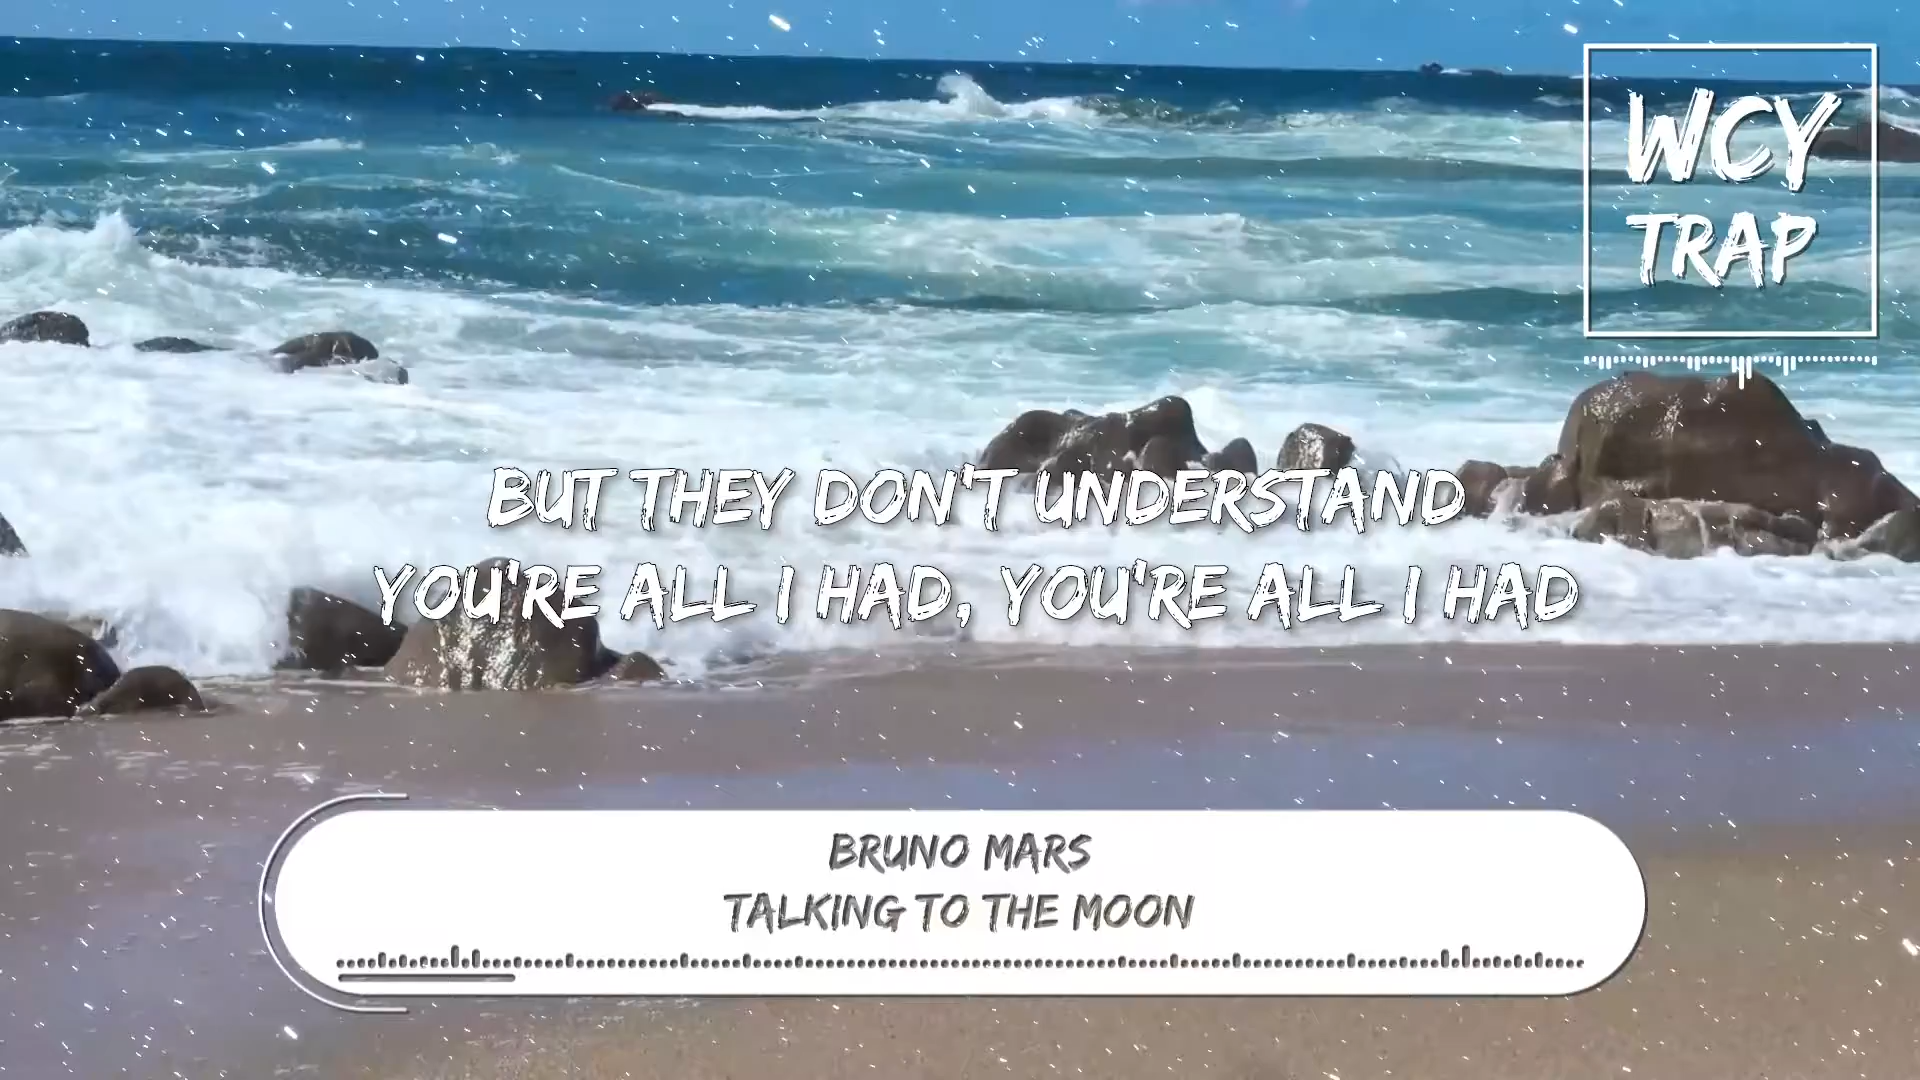 WCY
TRAP
BUT THEY DON'T UNDERSTAND
YOU'RE ALL I HAD, YOU'RE ALL I HAD
BRUNO MARS
TALKING TO THE MOON